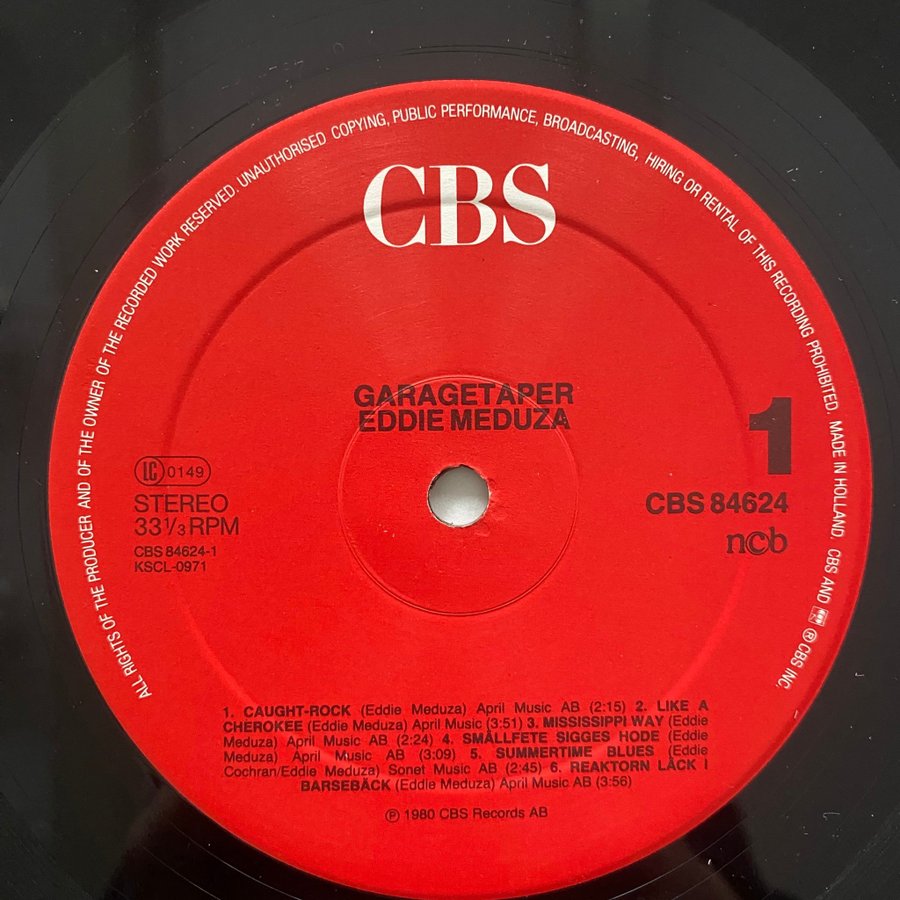 ALL RIGHTS OF THE PRODUCER AND OF THE OWNER OF THE RECORDED WORK RESERVED. UNAUTHORISED COPYING, PUBLIC PERFORMANCE, BROADCASTING, HIRING OR RENTAL OF THIS RECORDING PROHIBITED. MADE IN HOLLAND. CBS AND ℗ CBS INC.
CBS
GARAGETAPER
EDDIE MEDUZA
1
LC 0149
STEREO
33 1/3 RPM
CBS 84624-1
KSCL-0971
CBS 84624
ncb
1. CAUGHT-ROCK (Eddie Meduza) April Music AB (2:15) 2. LIKE A
CHEROKEE (Eddie Meduza) April Music (3:51) 3. MISSISSIPPI WAY (Eddie
Meduza) April Music AB (2:24) 4. SMÅLLFETE SIGGES HODE (Eddie
Meduza) April Music AB (3:09) 5. SUMMERTIME BLUES (Eddie
Cochran/Eddie Meduza) Sonet Music AB (2:45) 6. REAKTORN LÄCK I
BARSEBÄCK (Eddie Meduza) April Music AB (3:56)
℗ 1980 CBS Records AB